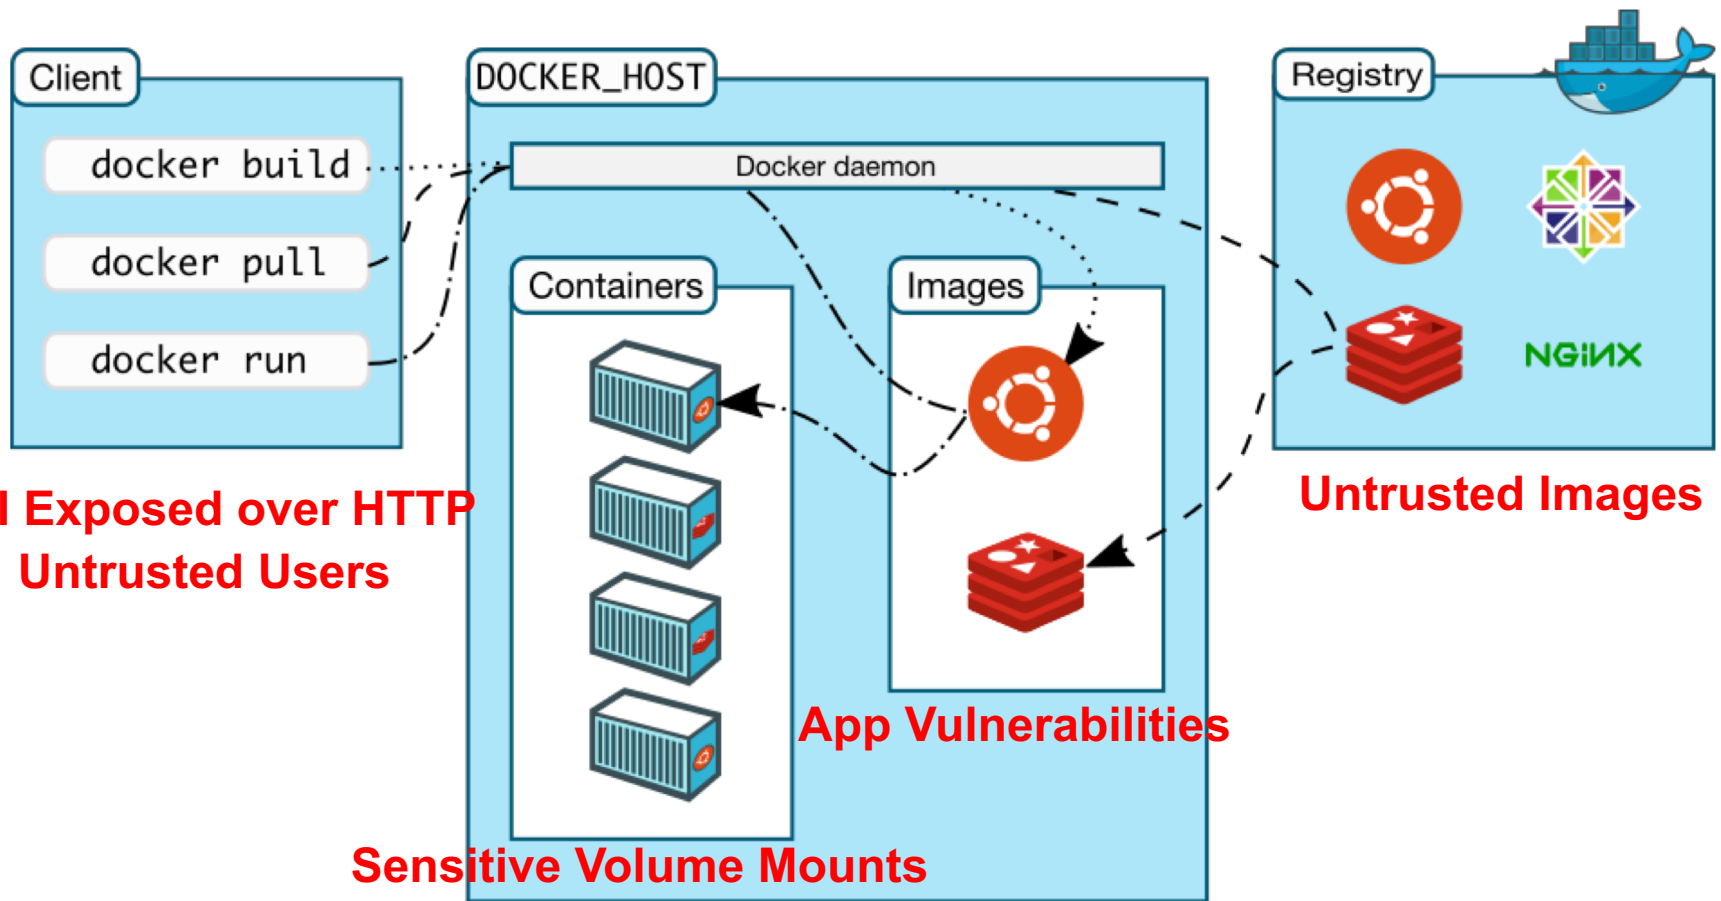 Client
docker build
docker pull
docker run
Exposed over HTTP
Untrusted Users
DOCKER_HOST
Docker daemon
Containers
Images
App Vulnerabilities
Sensitive Volume Mounts
Registry
NGiNX
Untrusted Images